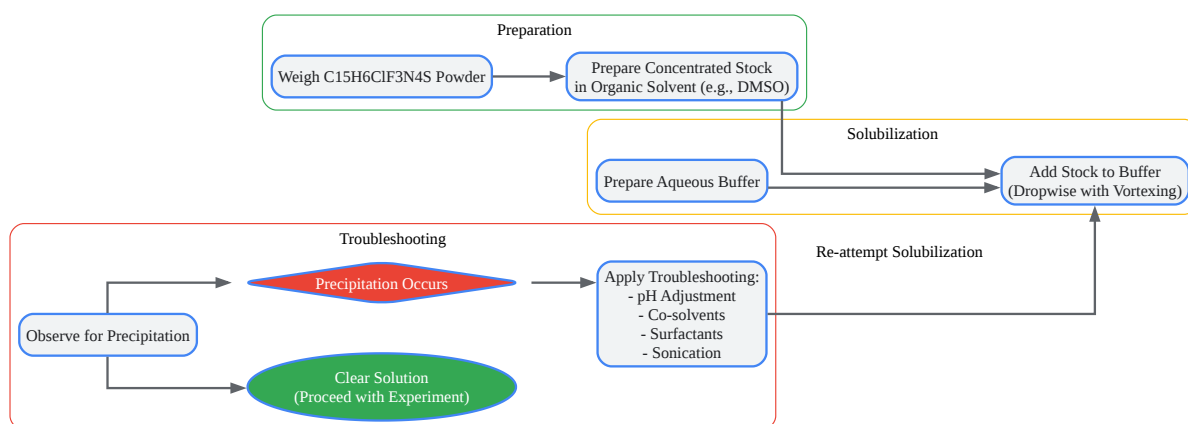 Preparation
Weigh C15H6ClF3N4S Powder
Prepare Concentrated Stock
in Organic Solvent (e.g., DMSO)
Solubilization
Prepare Aqueous Buffer
Add Stock to Buffer
(Dropwise with Vortexing)
Troubleshooting
Re-attempt Solubilization
Observe for Precipitation
Precipitation Occurs
Apply Troubleshooting:
- pH Adjustment
- Co-solvents
- Surfactants
- Sonication
Clear Solution
(Proceed with Experiment)